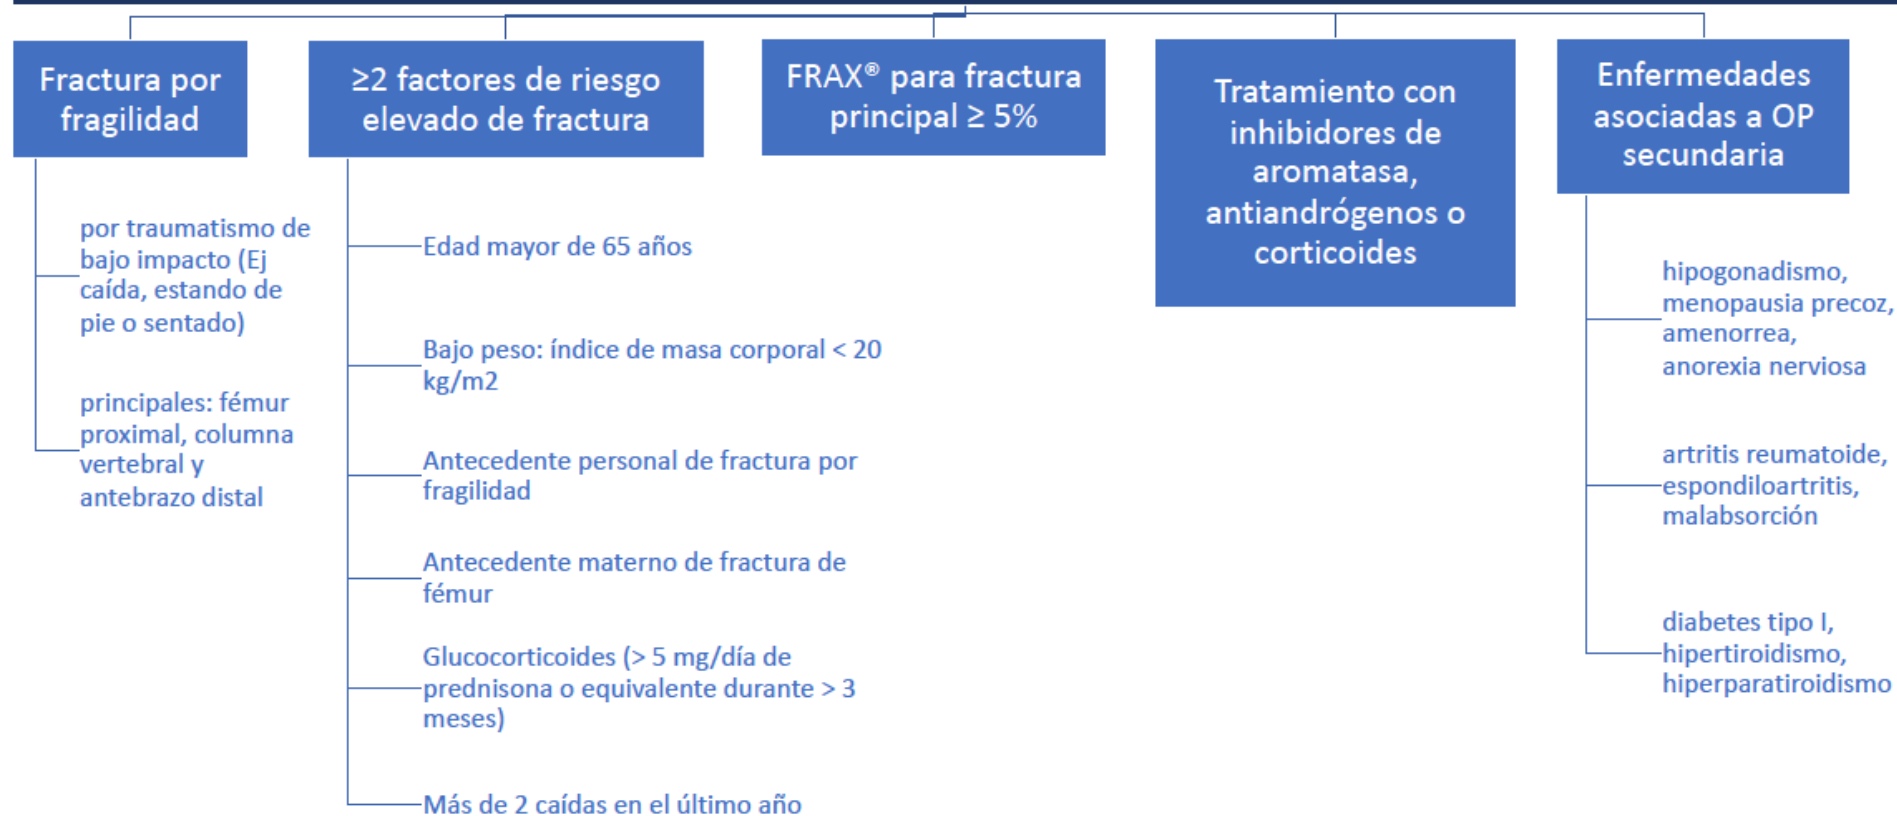 Fractura por
fragilidad
por traumatismo de
bajo impacto (Ej
caída, estando de
pie o sentado)
principales: fémur
proximal, columna
vertebral y
antebrazo distal
≥2 factores de riesgo
elevado de fractura
Edad mayor de 65 años
Bajo peso: índice de masa corporal < 20
kg/m2
Antecedente personal de fractura por
fragilidad
Antecedente materno de fractura de
fémur
Glucocorticoides (> 5 mg/día de
prednisona o equivalente durante > 3
meses)
Más de 2 caídas en el último año
FRAX® para fractura
principal ≥ 5%
Tratamiento con
inhibidores de
aromatasa,
antiandrógenos o
corticoides
Enfermedades
asociadas a OP
secundaria
hipogonadismo,
menopausia precoz,
amenorrea,
anorexia nerviosa
artritis reumatoide,
espondiloartritis,
malabsorción
diabetes tipo I,
hipertiroidismo,
hiperparatiroidismo